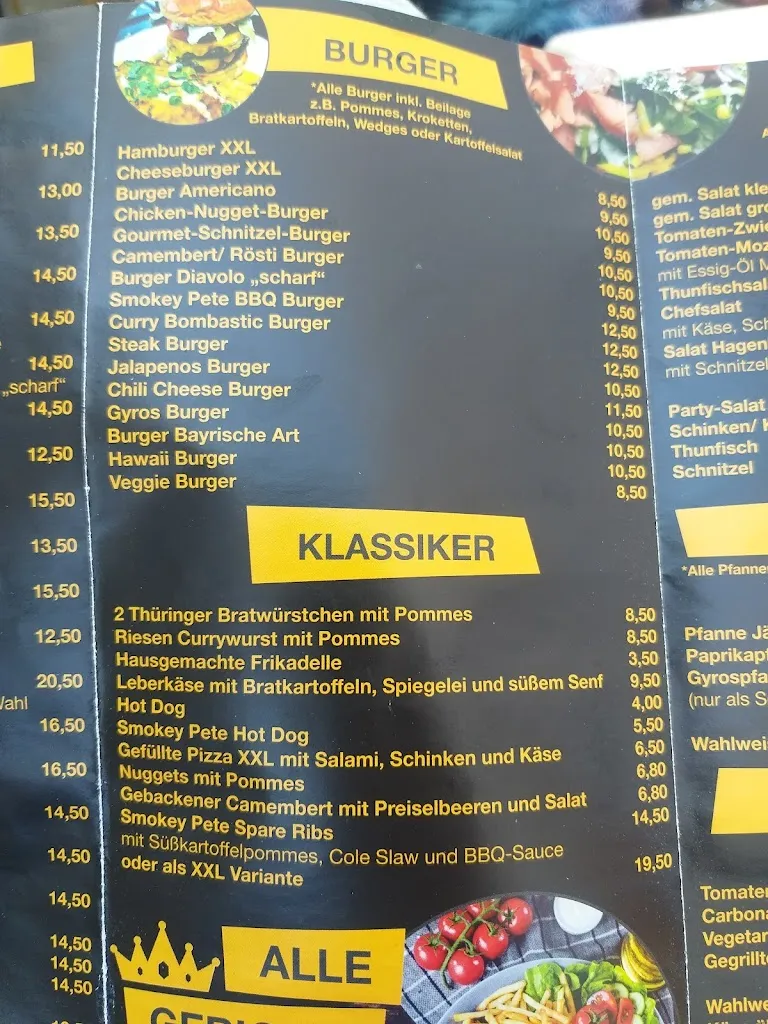 11,50
13,00
13,50
14,50
14,50
14,50
„scharf“
14,50
12,50
15,50
13,50
15,50
12,50
20,50
16,50
16,50
14,50
14,50
14,50
14,50
14,50
14,50
BURGER
*Alle Burger inkl. Beilage
z.B. Pommes, Kroketten,
Bratkartoffeln, Wedges oder Kartoffelsalat
Hamburger XXL 8,50
Cheeseburger XXL 9,50
Burger Americano 10,50
Chicken-Nugget-Burger 9,50
Gourmet-Schnitzel-Burger 10,50
Camembert/ Rösti Burger 10,50
Burger Diavolo „scharf“ 9,50
Smokey Pete BBQ Burger 12,50
Curry Bombastic Burger 12,50
Steak Burger 12,50
Jalapenos Burger 10,50
Chili Cheese Burger 11,50
Gyros Burger 10,50
Burger Bayrische Art 10,50
Hawaii Burger 10,50
Veggie Burger 8,50
KLASSIKER
2 Thüringer Bratwürstchen mit Pommes 8,50
Riesen Currywurst mit Pommes 8,50
Hausgemachte Frikadelle 3,50
Leberkäse mit Bratkartoffeln, Spiegelei und süßem Senf 9,50
Hot Dog 4,00
Smokey Pete Hot Dog 5,50
Gefüllte Pizza XXL mit Salami, Schinken und Käse 6,50
Nuggets mit Pommes 6,80
Gebackener Camembert mit Preiselbeeren und Salat 6,80
Smokey Pete Spare Ribs 14,50
mit Süßkartoffelpommes, Cole Slaw und BBQ-Sauce
oder als XXL Variante 19,50
ALLE
gem. Salat kle
gem. Salat gro
Tomaten-Zwie
Tomaten-Moz
mit Essig-Öl M
Thunfischsal
Chefsalat
mit Käse, Sch
Salat Hagen
mit Schnitzel
Party-Salat
Schinken/
Thunfisch
Schnitzel
*Alle Pfanne
Pfanne Jä
Paprikapf
Gyrospfa
(nur als S
Wahlwei
Tomate
Carbona
Vegetar
Gegrillte
Wahlwe